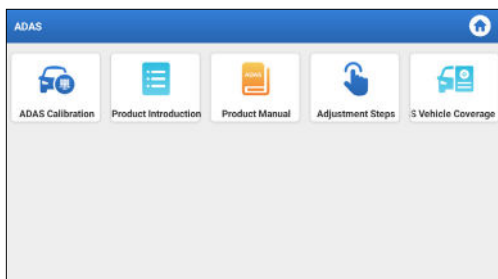 ADAS
ADAS
ADAS Calibration
Product Introduction
Product Manual
Adjustment Steps
S Vehicle Coverage